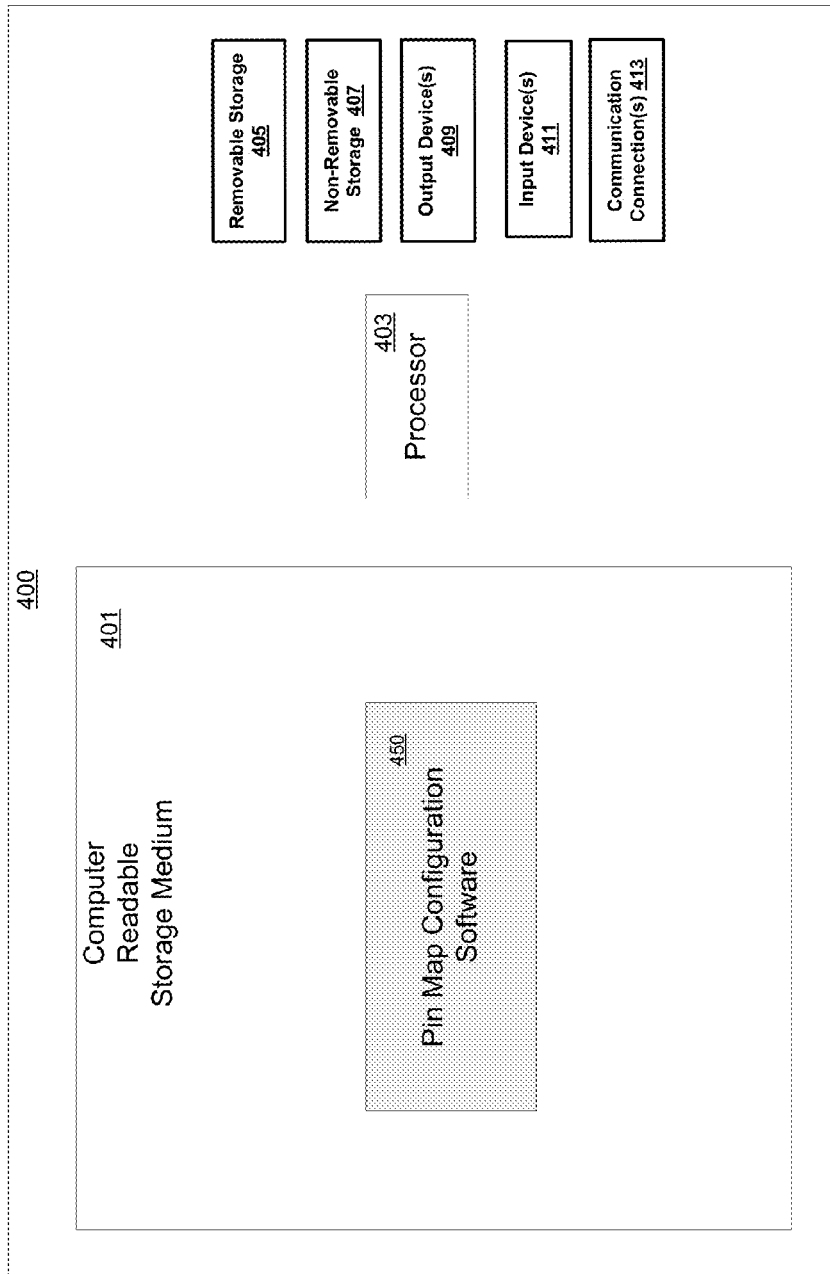 400
Computer
Readable
Storage Medium
401
Pin Map Configuration
Software
450
403
Processor
Removable Storage
405
Non-Removable
Storage 407
Output Device(s)
409
Input Device(s)
411
Communication
Connection(s) 413